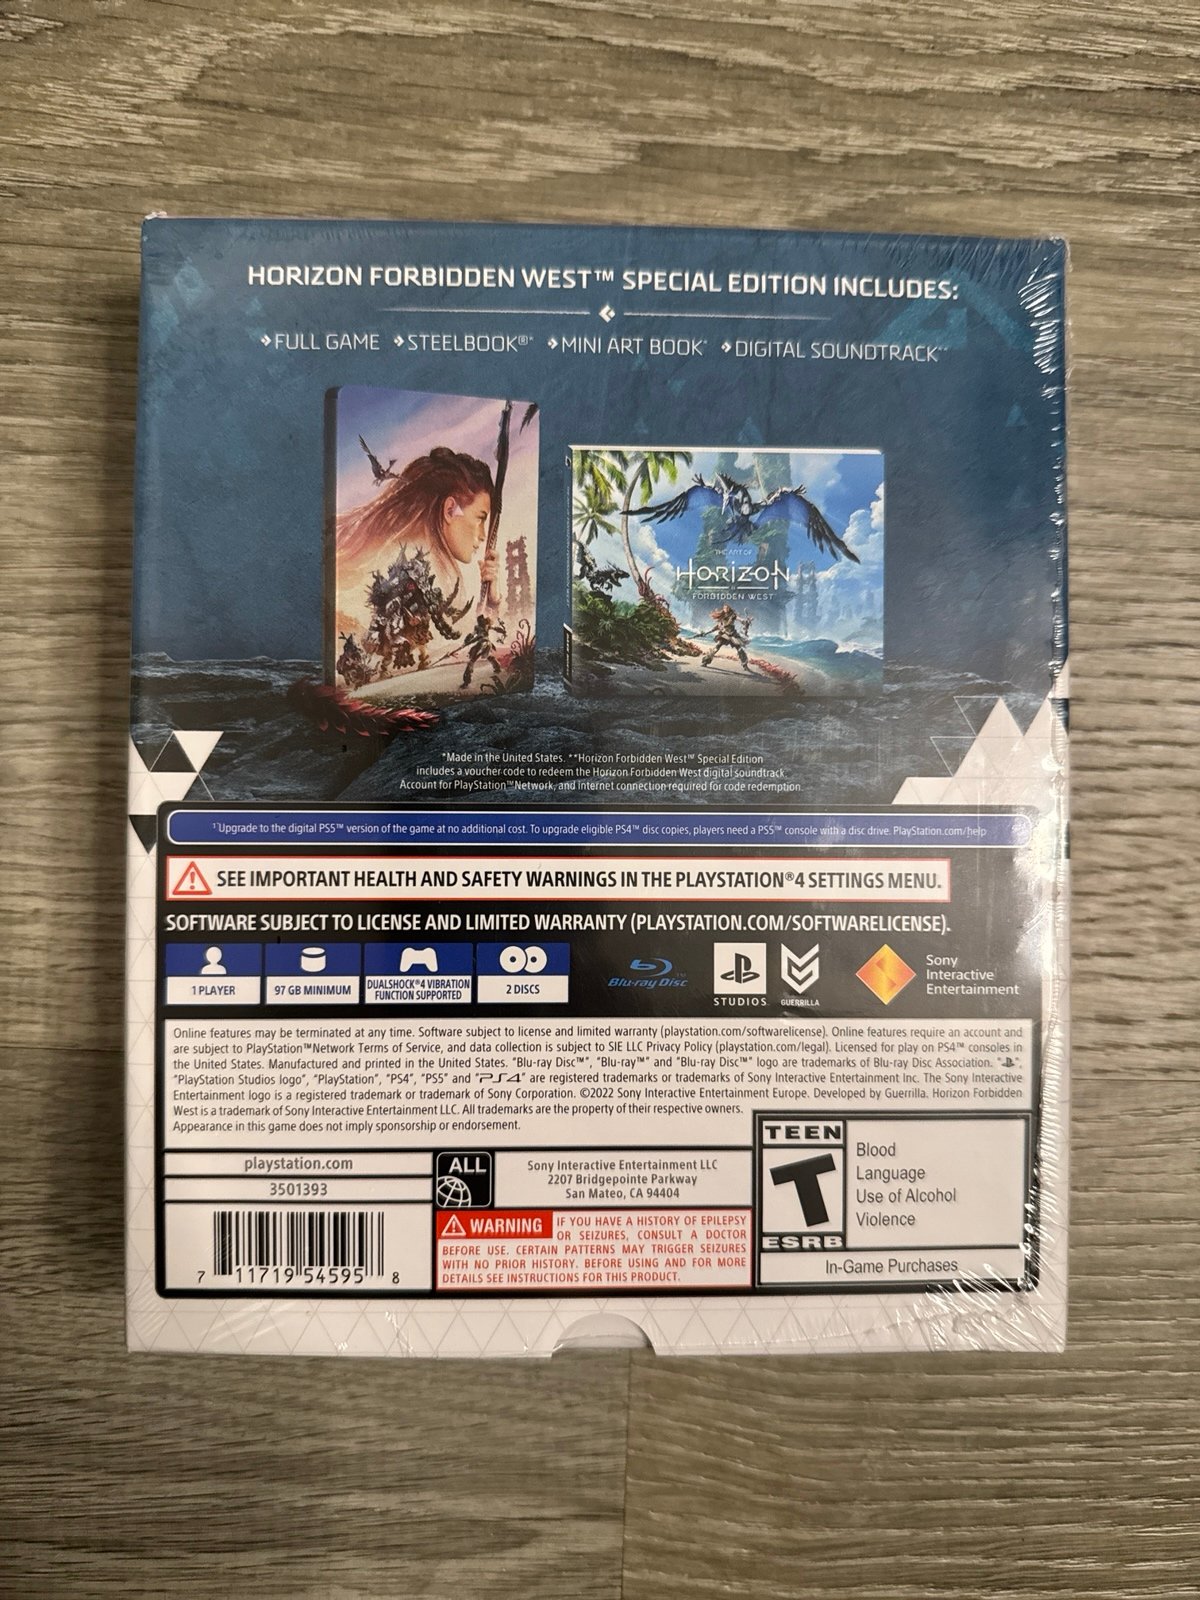 HORIZON FORBIDDEN WEST™ SPECIAL EDITION INCLUDES:
FULL GAME STEELBOOK®* MINI ART BOOK* DIGITAL SOUNDTRACK**
THE ART OF
HORIZON
FORBIDDEN WEST
*Made in the United States. **Horizon Forbidden West™ Special Edition
includes a voucher code to redeem the Horizon Forbidden West digital soundtrack.
Account for PlayStation™Network, and internet connection required for code redemption.
Upgrade to the digital PS5™ version of the game at no additional cost. To upgrade eligible PS4™ disc copies, players need a PS5™ console with a disc drive. PlayStation.com/help
SEE IMPORTANT HEALTH AND SAFETY WARNINGS IN THE PLAYSTATION®4 SETTINGS MENU.
SOFTWARE SUBJECT TO LICENSE AND LIMITED WARRANTY (PLAYSTATION.COM/SOFTWARELICENSE).
1 PLAYER
97 GB MINIMUM
DUALSHOCK®4 VIBRATION
FUNCTION SUPPORTED
2 DISCS
Blu-ray Disc™
STUDIOS
GUERRILLA
Sony
Interactive
Entertainment
Online features may be terminated at any time. Software subject to license and limited warranty (playstation.com/softwarelicense). Online features require an account and
are subject to PlayStation™Network Terms of Service, and data collection is subject to SIE LLC Privacy Policy (playstation.com/legal). Licensed for play on PS4™ consoles in
the United States. Manufactured and printed in the United States. "Blu-ray Disc™", "Blu-ray™" and "Blu-ray Disc™" logo are trademarks of Blu-ray Disc Association. "",
"PlayStation Studios logo", "PlayStation", "PS4", "PS5" and "PS4" are registered trademarks or trademarks of Sony Interactive Entertainment Inc. The Sony Interactive
Entertainment logo is a registered trademark or trademark of Sony Corporation. ©2022 Sony Interactive Entertainment Europe. Developed by Guerrilla. Horizon Forbidden
West is a trademark of Sony Interactive Entertainment LLC. All trademarks are the property of their respective owners.
Appearance in this game does not imply sponsorship or endorsement.
playstation.com
3501393
7 11719 54595 8
ALL
Sony Interactive Entertainment LLC
2207 Bridgepointe Parkway
San Mateo, CA 94404
WARNING IF YOU HAVE A HISTORY OF EPILEPSY
OR SEIZURES, CONSULT A DOCTOR
BEFORE USE. CERTAIN PATTERNS MAY TRIGGER SEIZURES
WITH NO PRIOR HISTORY. BEFORE USING AND FOR MORE
DETAILS SEE INSTRUCTIONS FOR THIS PRODUCT.
TEEN
T
ESRB
Blood
Language
Use of Alcohol
Violence
In-Game Purchases